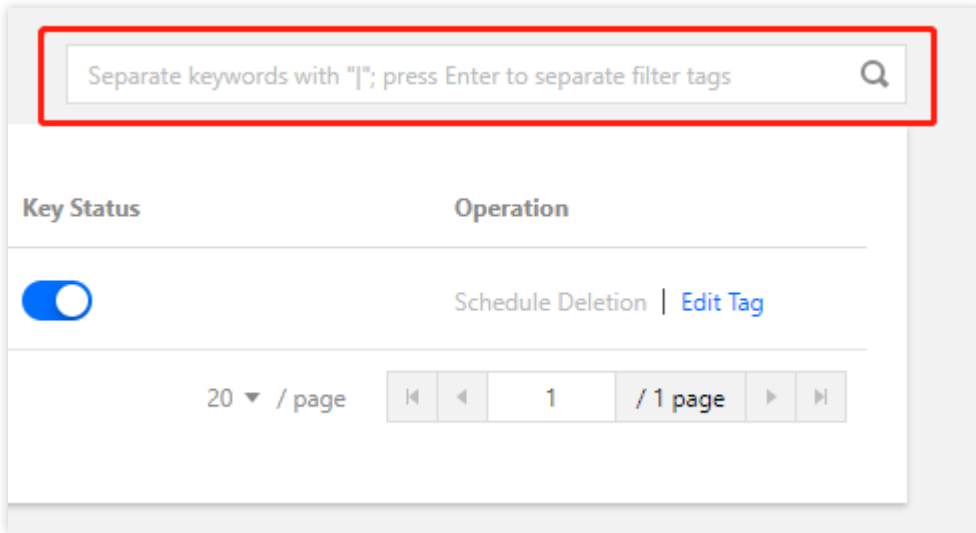 Separate keywords with "|"; press Enter to separate filter tags
Key Status Operation
Schedule Deletion | Edit Tag
20 / page 1 / 1 page